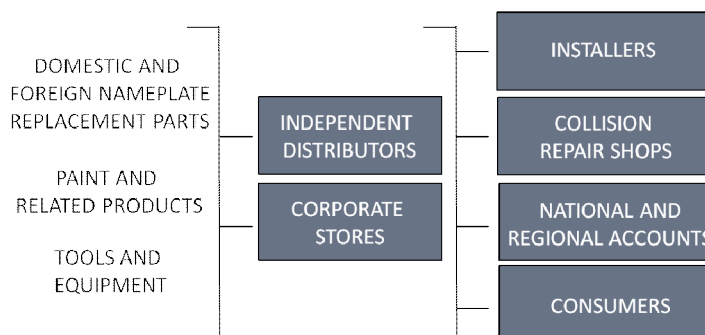 DOMESTIC AND
FOREIGN NAMEPLATE
REPLACEMENT PARTS
PAINT AND
RELATED PRODUCTS
TOOLS AND
EQUIPMENT
INDEPENDENT
DISTRIBUTORS
CORPORATE
STORES
INSTALLERS
COLLISION
REPAIR SHOPS
NATIONAL AND
REGIONAL ACCOUNTS
CONSUMERS